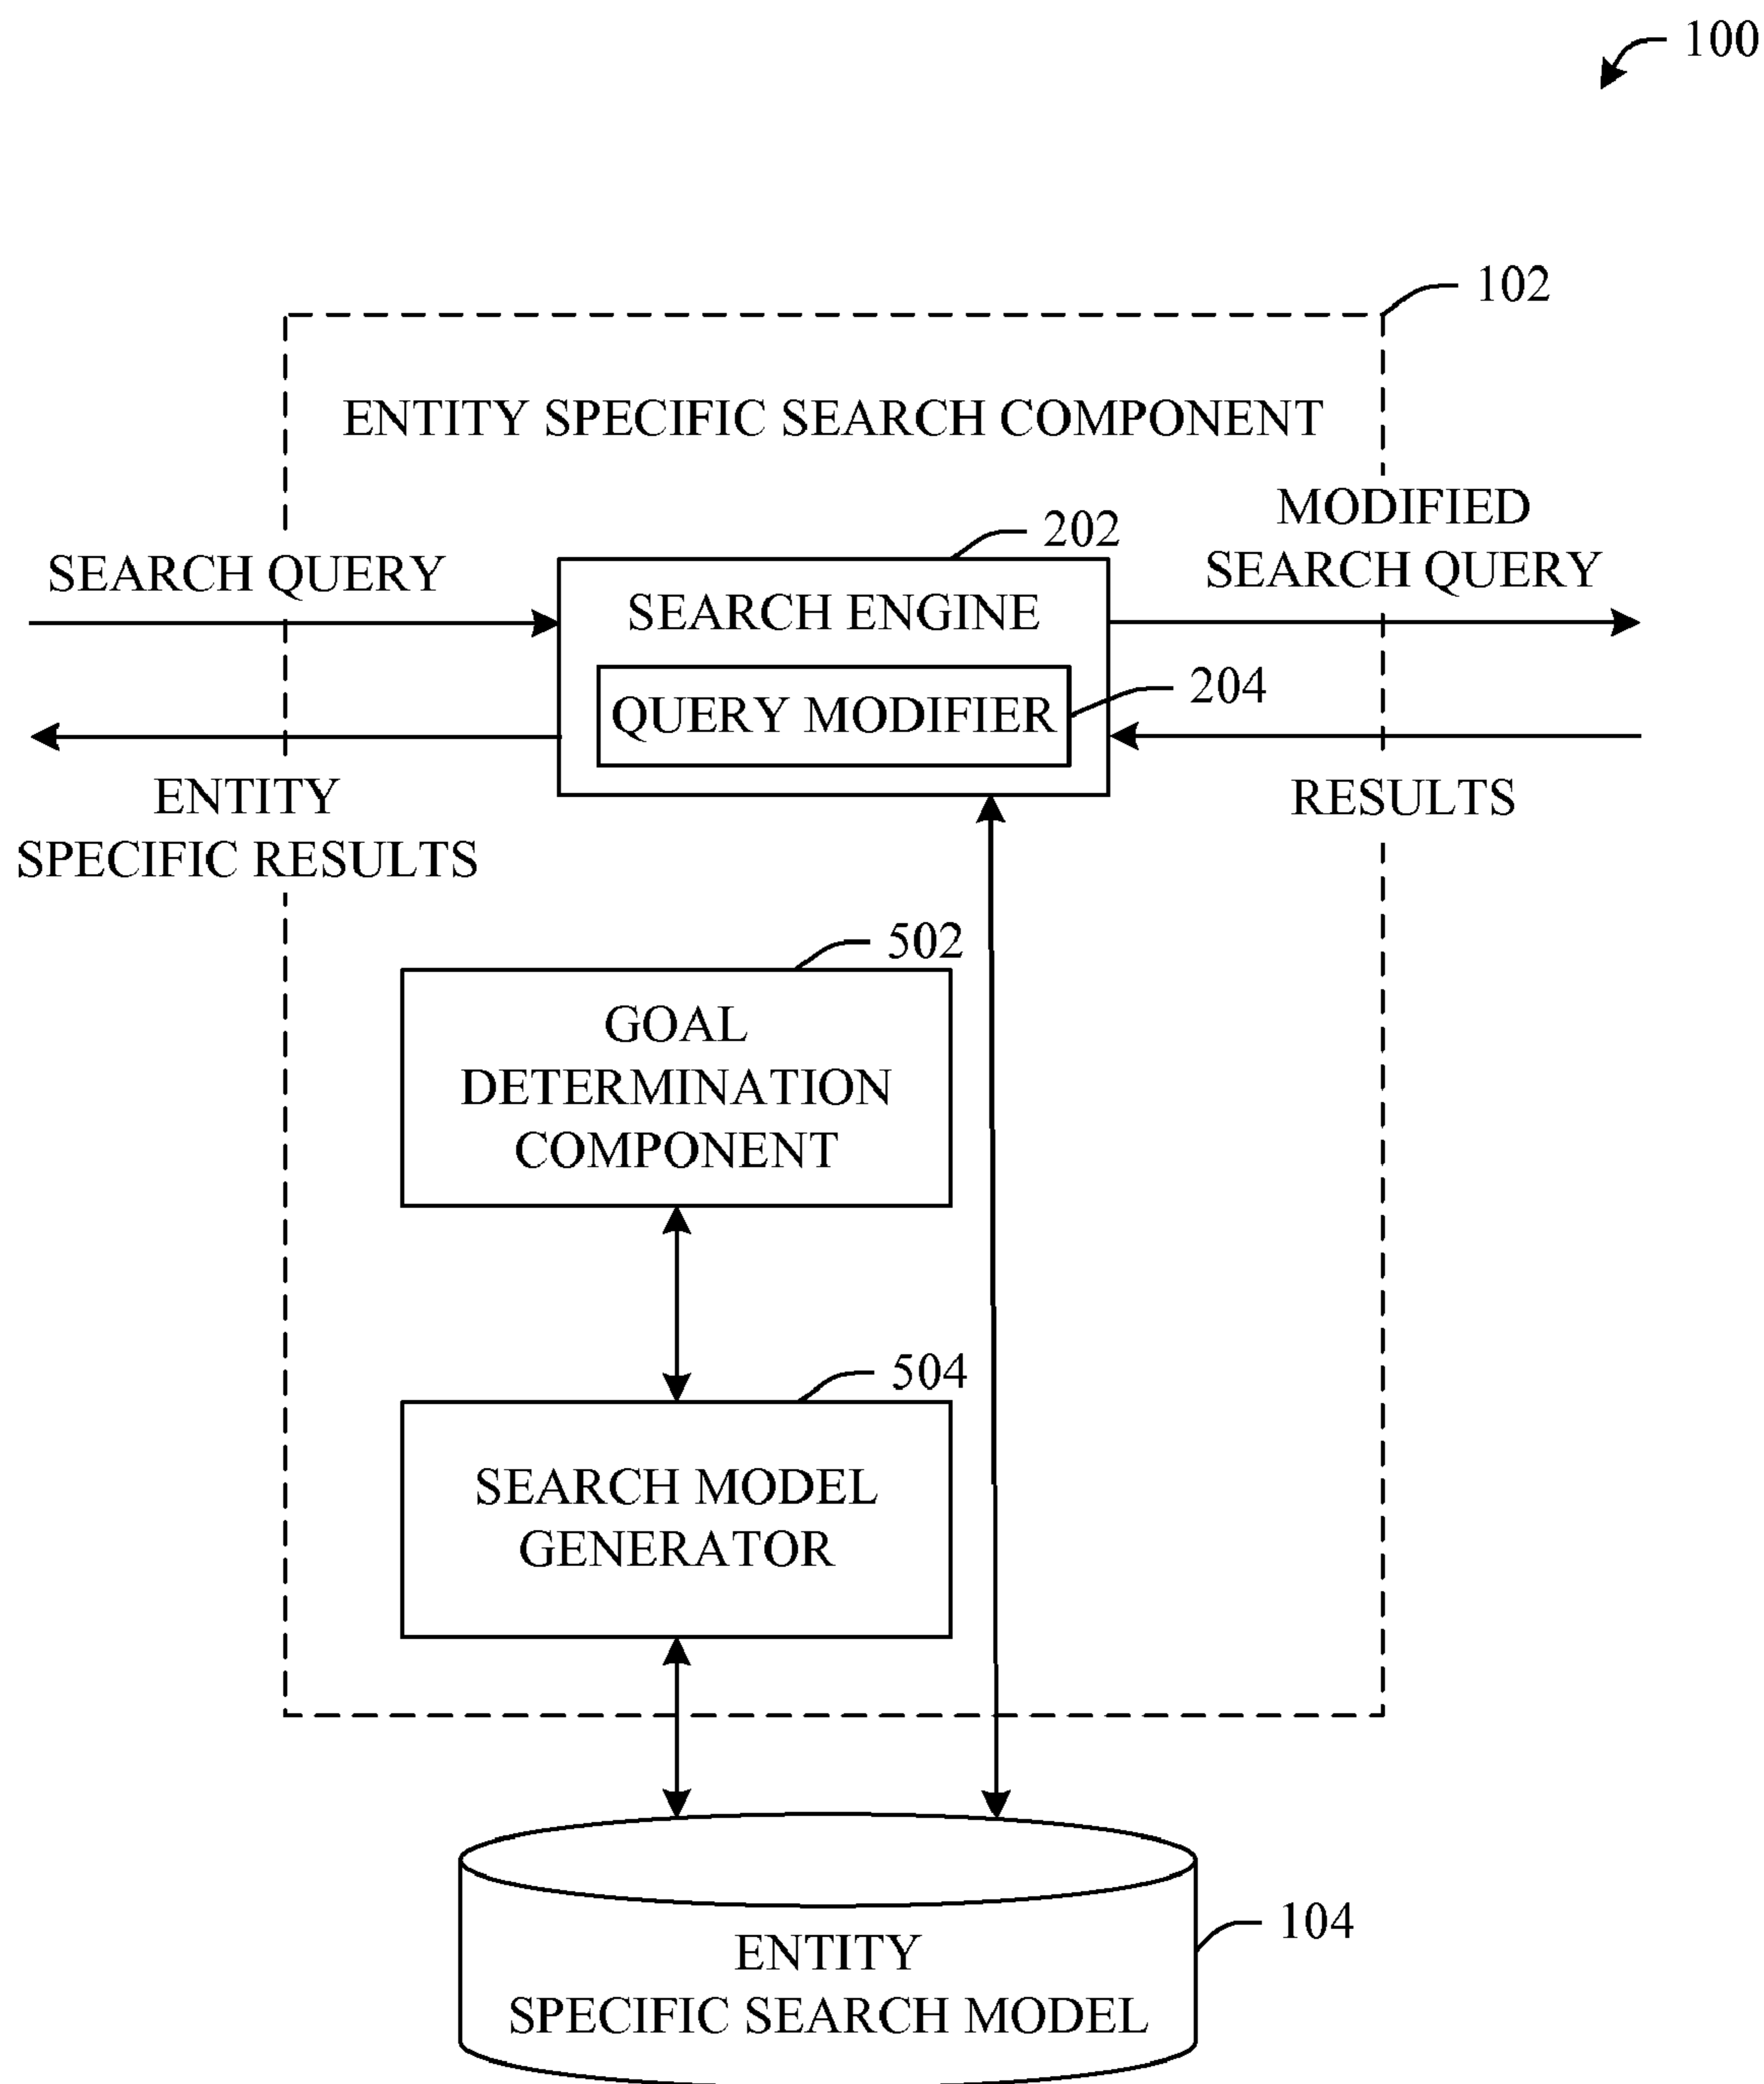 100
102
ENTITY SPECIFIC SEARCH COMPONENT
MODIFIED
SEARCH QUERY
202
SEARCH QUERY
SEARCH ENGINE
204
QUERY MODIFIER
ENTITY
SPECIFIC RESULTS
RESULTS
502
GOAL
DETERMINATION
COMPONENT
504
SEARCH MODEL
GENERATOR
104
ENTITY
SPECIFIC SEARCH MODEL